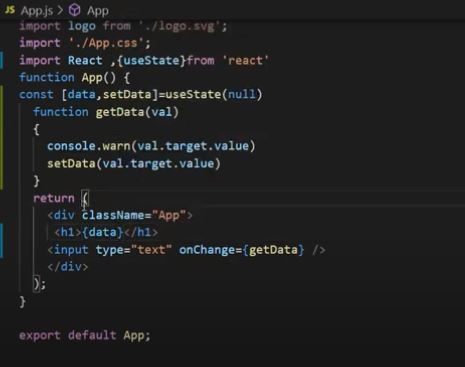 JS App.js > App
import logo from './logo.svg';
import './App.css';
import React ,{useState}from 'react'
function App() {
const [data,setData]=useState(null)
function getData(val)
{
console.warn(val.target.value)
setData(val.target.value)
}
return (
<div className="App">
<h1>{data}</h1>
<input type="text" onChange={getData} />
</div>
);
}
export default App;